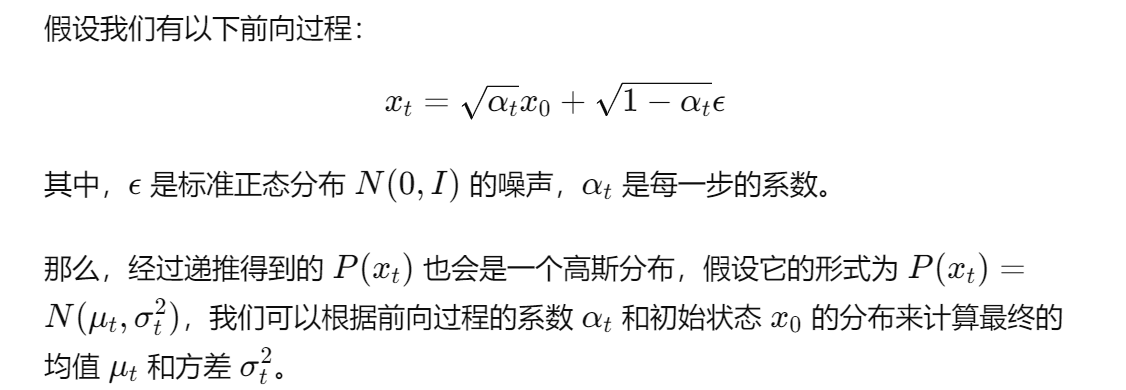 假设我们有以下前向过程：
$x_t = \sqrt{\alpha_t} x_0 + \sqrt{1 - \alpha_t} \epsilon$
其中，$\epsilon$ 是标准正态分布 $N(0, I)$ 的噪声，$\alpha_t$ 是每一步的系数。
那么，经过递推得到的 $P(x_t)$ 也会是一个高斯分布，假设它的形式为 $P(x_t) =$
$N(\mu_t, \sigma_t^2)$，我们可以根据前向过程的系数 $\alpha_t$ 和初始状态 $x_0$ 的分布来计算最终的
均值 $\mu_t$ 和方差 $\sigma_t^2$。